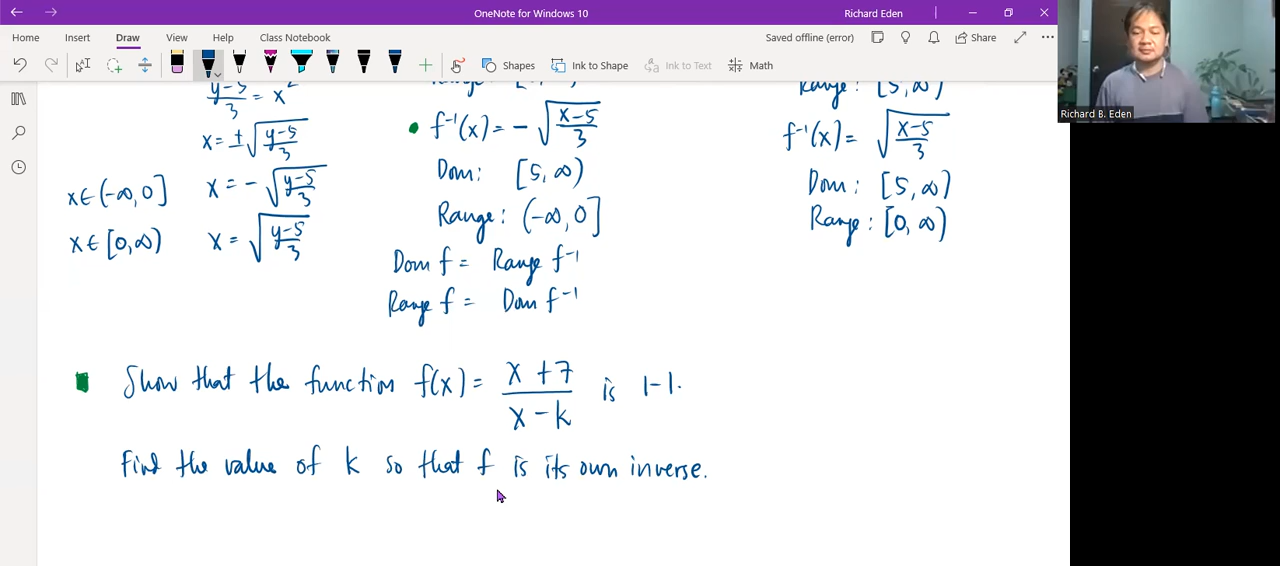 OneNote for Windows 10
Richard Eden
Home Insert Draw View Help Class Notebook
Saved offline (error)
Share
Shapes
Ink to Shape
Ink to Text
Math
Richard B. Eden
y-5/3 = x²
x = ±√(y-5/3)
x ∈ (-∞, 0] x = -√(y-5/3)
x ∈ [0, ∞) x = √(y-5/3)
f⁻¹(x) = -√(x-5/3)
Dom: [5, ∞)
Range: (-∞, 0]
Dom f = Range f⁻¹
Range f = Dom f⁻¹
Range: [5, ∞)
f⁻¹(x) = √(x-5/3)
Dom: [5, ∞)
Range: [0, ∞)
Show that the function f(x) = x+7/x-k is 1-1.
Find the value of k so that f is its own inverse.